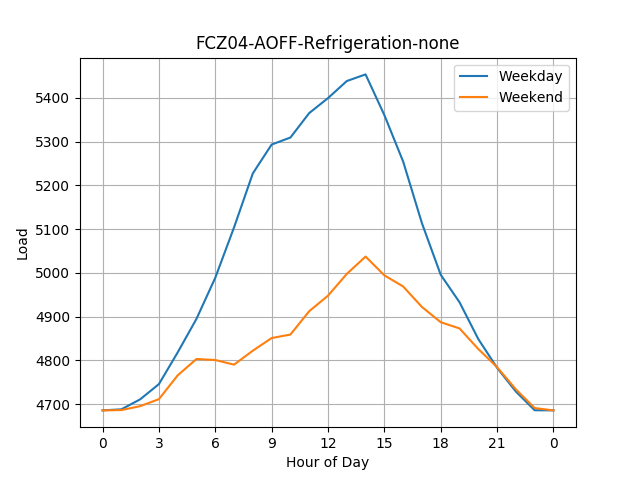 FCZ04-AOFF-Refrigeration-none
Weekday
Weekend
5400
5300
5200
5100
5000
4900
4800
4700
Load
0 3 6 9 12 15 18 21 0
Hour of Day